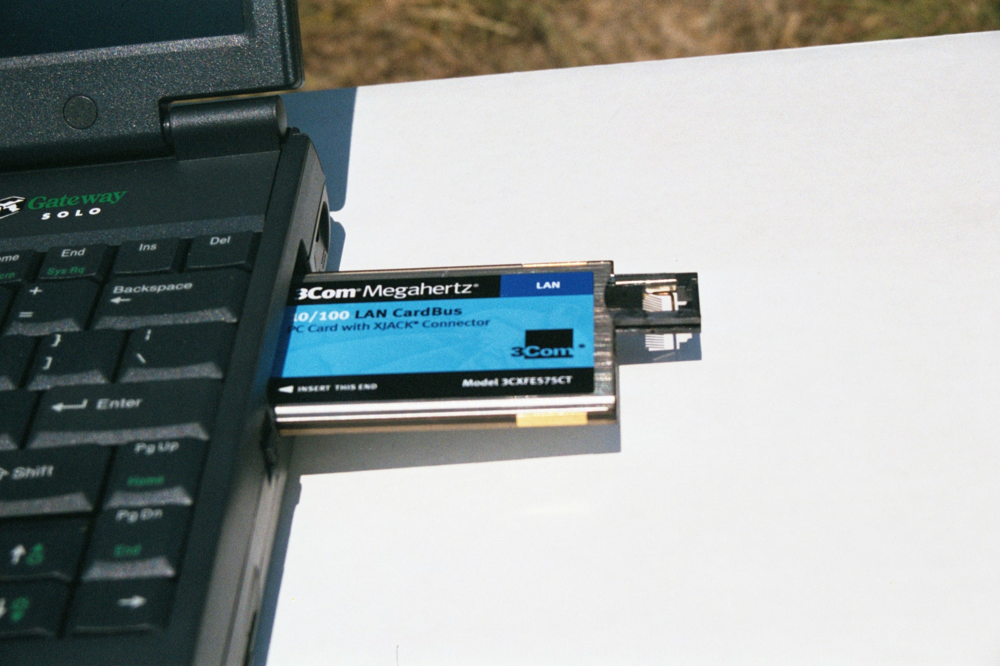 Gateway
SOLO
End
Sys Rq
Ins
Del
+
=
Backspace
}
]
\
Enter
Shift
Pg Up
Home
Pg Dn
End
3Com Megahertz®
LAN
10/100 LAN CardBus
PC Card with XJACK® Connector
3Com®
INSERT THIS END
Model 3CXFE575CT